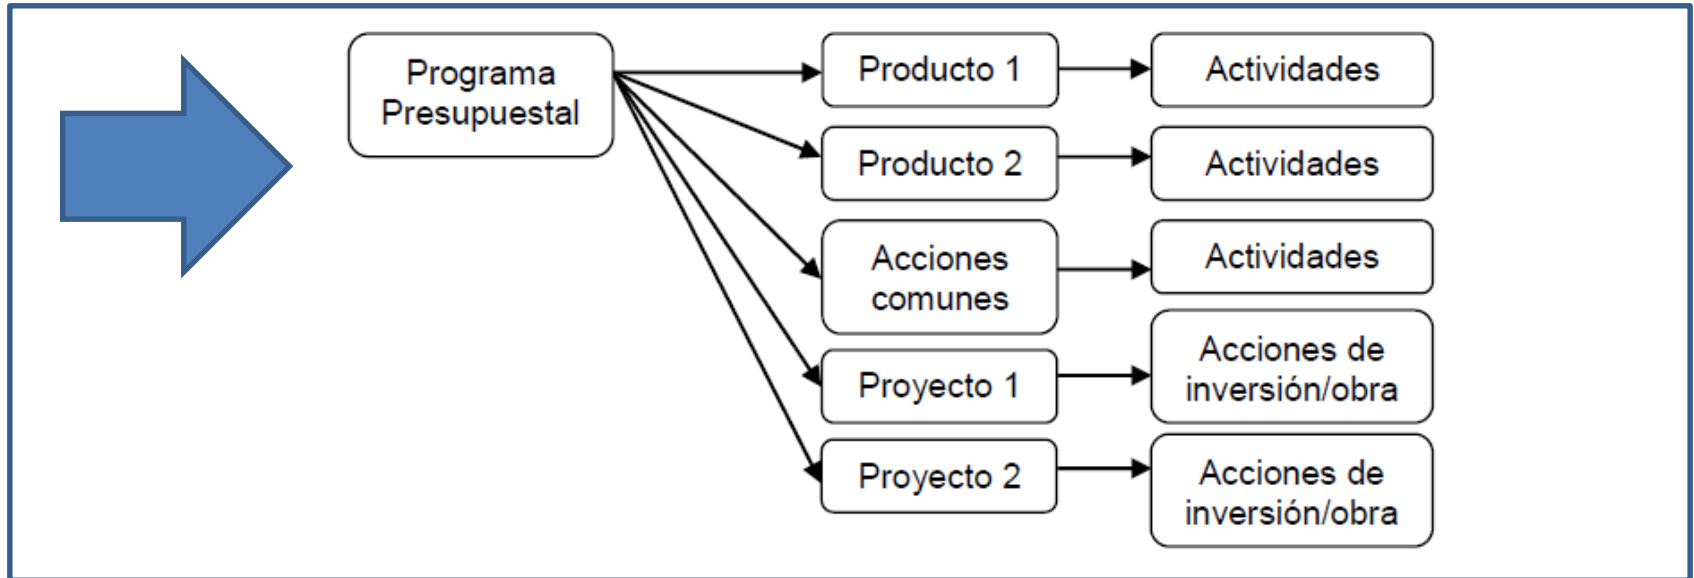 Programa
Presupuestal
Producto 1
Actividades
Producto 2
Actividades
Acciones
comunes
Actividades
Proyecto 1
Acciones de
inversión/obra
Proyecto 2
Acciones de
inversión/obra